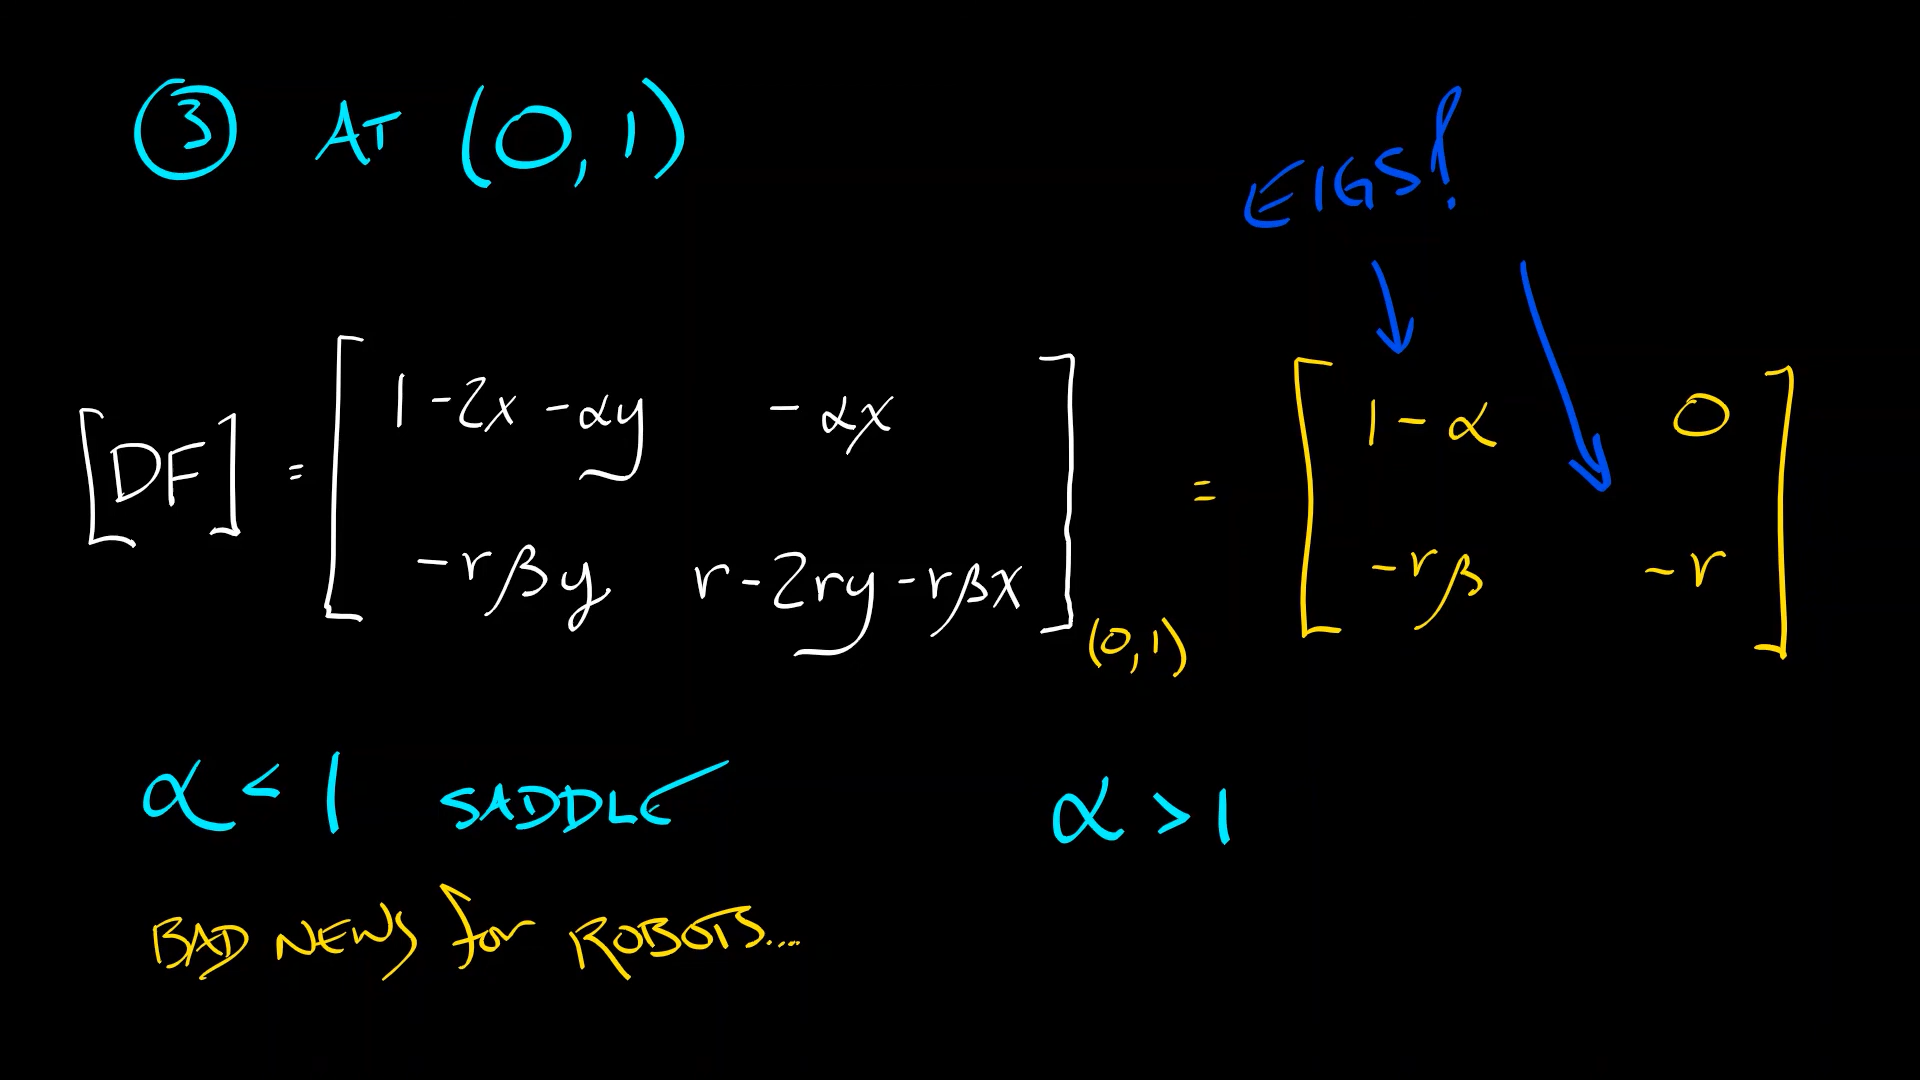 ③ AT (0,1)
EIGS!
[DF] = [1-2x-αy -αx
-rβy r-2ry-rβx](0,1) = [1-α 0
-rβ -r]
α < 1 SADDLE
α > 1
BAD NEWS for ROBOTS...